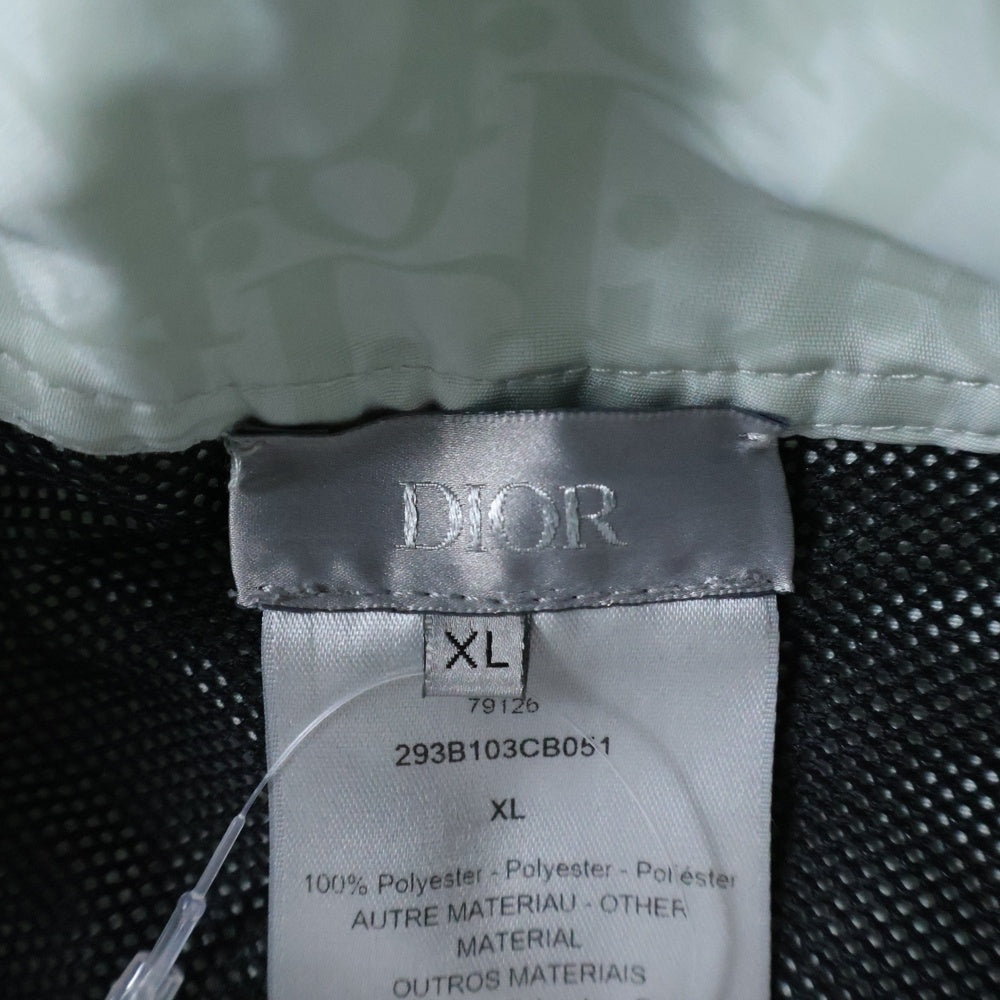 DIOR
XL
79126
293B103CB051
XL
100% Polyester - Polyester - Poliéster
AUTRE MATERIAU - OTHER
MATERIAL
OUTROS MATERIAIS